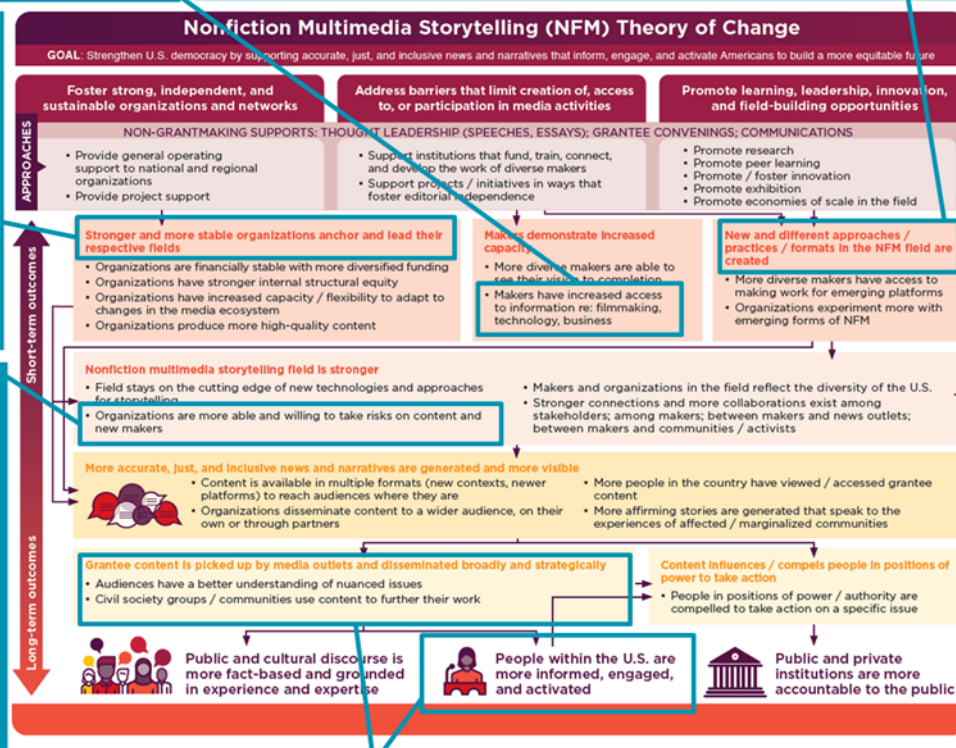 Nonfiction Multimedia Storytelling (NFM) Theory of Change
GOAL: Strengthen U.S. democracy by supporting accurate, just, and inclusive news and narratives that inform, engage, and activate Americans to build a more equitable future
Foster strong, independent, and
sustainable organizations and networks
Address barriers that limit creation of, access
to, or participation in media activities
Promote learning, leadership, innovation,
and field-building opportunities
APPROACHES
NON-GRANTMAKING SUPPORTS: THOUGHT LEADERSHIP (SPEECHES, ESSAYS); GRANTEE CONVENINGS; COMMUNICATIONS
• Provide general operating
support to national and regional
organizations
• Provide project support
• Support institutions that fund, train, connect,
and develop the work of diverse makers
• Support projects / initiatives in ways that
foster editorial independence
• Promote research
• Promote peer learning
• Promote / foster innovation
• Promote exhibition
• Promote economies of scale in the field
Short-term outcomes
Stronger and more stable organizations anchor and lead their
respective fields
• Organizations are financially stable with more diversified funding
• Organizations have stronger internal structural equity
• Organizations have increased capacity / flexibility to adapt to
changes in the media ecosystem
• Organizations produce more high-quality content
Makers demonstrate increased
capacity
• More diverse makers are able to
see their vision to completion
• Makers have increased access
to information re: filmmaking,
technology, business
New and different approaches /
practices / formats in the NFM field are
created
• More diverse makers have access to
making work for emerging platforms
• Organizations experiment more with
emerging forms of NFM
Nonfiction multimedia storytelling field is stronger
• Field stays on the cutting edge of new technologies and approaches
for storytelling
• Organizations are more able and willing to take risks on content and
new makers
• Makers and organizations in the field reflect the diversity of the U.S.
• Stronger connections and more collaborations exist among
stakeholders; among makers; between makers and news outlets;
between makers and communities / activists
More accurate, just, and inclusive news and narratives are generated and more visible
• Content is available in multiple formats (new contexts, newer
platforms) to reach audiences where they are
• Organizations disseminate content to a wider audience, on their
own or through partners
• More people in the country have viewed / accessed grantee
content
• More affirming stories are generated that speak to the
experiences of affected / marginalized communities
Long-term outcomes
Grantee content is picked up by media outlets and disseminated broadly and strategically
• Audiences have a better understanding of nuanced issues
• Civil society groups / communities use content to further their work
Content influences / compels people in positions of
power to take action
• People in positions of power / authority are
compelled to take action on a specific issue
Public and cultural discourse is
more fact-based and grounded
in experience and expertise
People within the U.S. are
more informed, engaged,
and activated
Public and private
institutions are more
accountable to the public